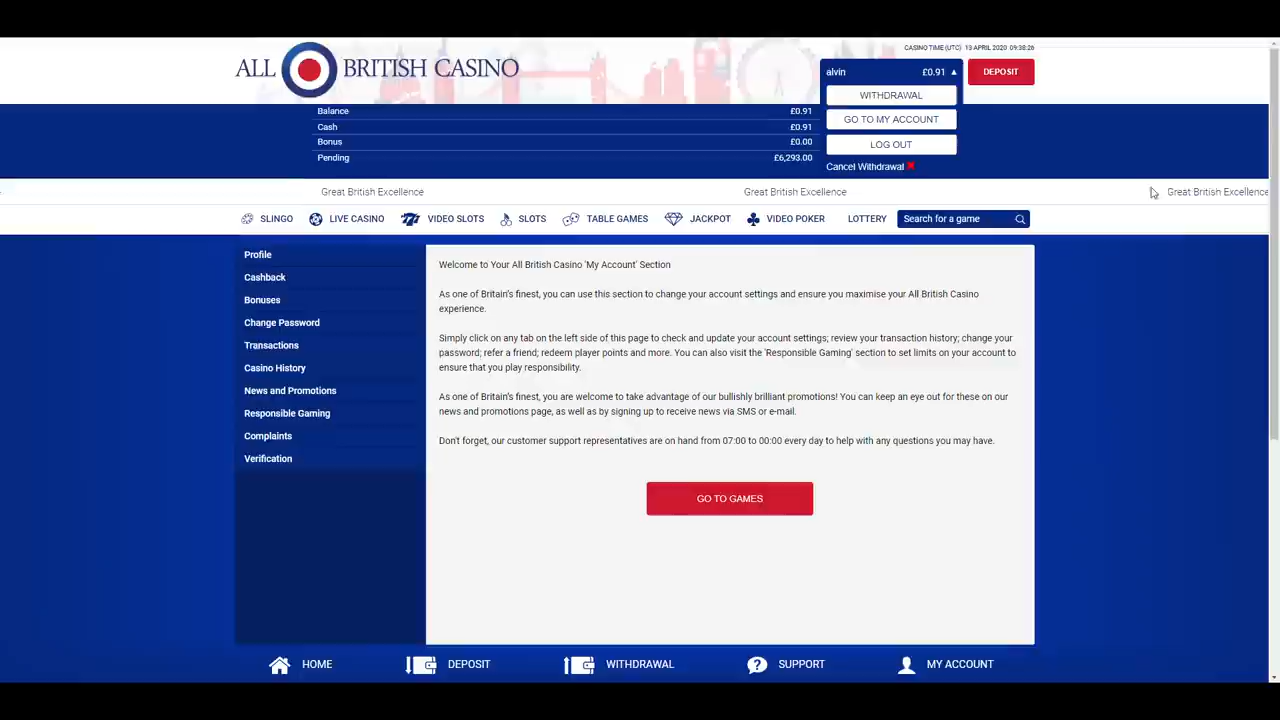 CASINO TIME (UTC) 13 APRIL 2020 09:38:26
ALL BRITISH CASINO
alvin £0.91 ▲ DEPOSIT
WITHDRAWAL
GO TO MY ACCOUNT
LOG OUT
Cancel Withdrawal
Balance £0.91
Cash £0.91
Bonus £0.00
Pending £6,293.00
Great British Excellence Great British Excellence Great British Excellence
SLINGO LIVE CASINO VIDEO SLOTS SLOTS TABLE GAMES JACKPOT VIDEO POKER LOTTERY Search for a game
Profile
Cashback
Bonuses
Change Password
Transactions
Casino History
News and Promotions
Responsible Gaming
Complaints
Verification
Welcome to Your All British Casino 'My Account' Section
As one of Britain's finest, you can use this section to change your account settings and ensure you maximise your All British Casino
experience.
Simply click on any tab on the left side of this page to check and update your account settings; review your transaction history; change your
password; refer a friend; redeem player points and more. You can also visit the 'Responsible Gaming' section to set limits on your account to
ensure that you play responsibility.
As one of Britain's finest, you are welcome to take advantage of our bullishly brilliant promotions! You can keep an eye out for these on our
news and promotions page, as well as by signing up to receive news via SMS or e-mail.
Don't forget, our customer support representatives are on hand from 07:00 to 00:00 every day to help with any questions you may have.
GO TO GAMES
HOME DEPOSIT WITHDRAWAL SUPPORT MY ACCOUNT